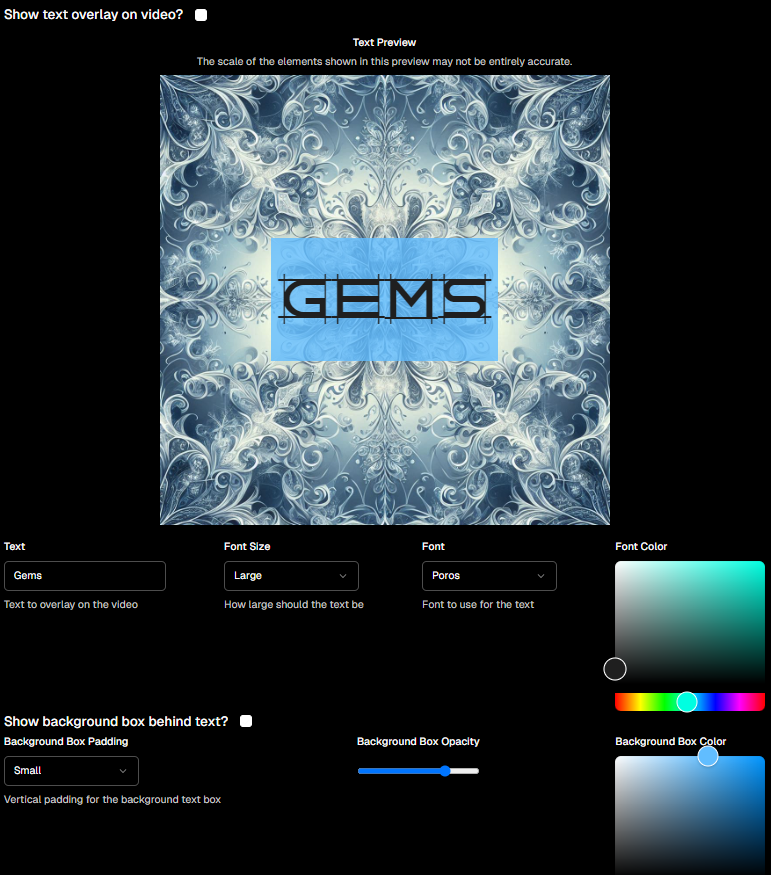 Show text overlay on video?
Text Preview
The scale of the elements shown in this preview may not be entirely accurate.
GEMS
Text
Font Size
Font
Font Color
Gems
Large
Poros
Text to overlay on the video
How large should the text be
Font to use for the text
Show background box behind text?
Background Box Padding
Background Box Opacity
Background Box Color
Small
Vertical padding for the background text box